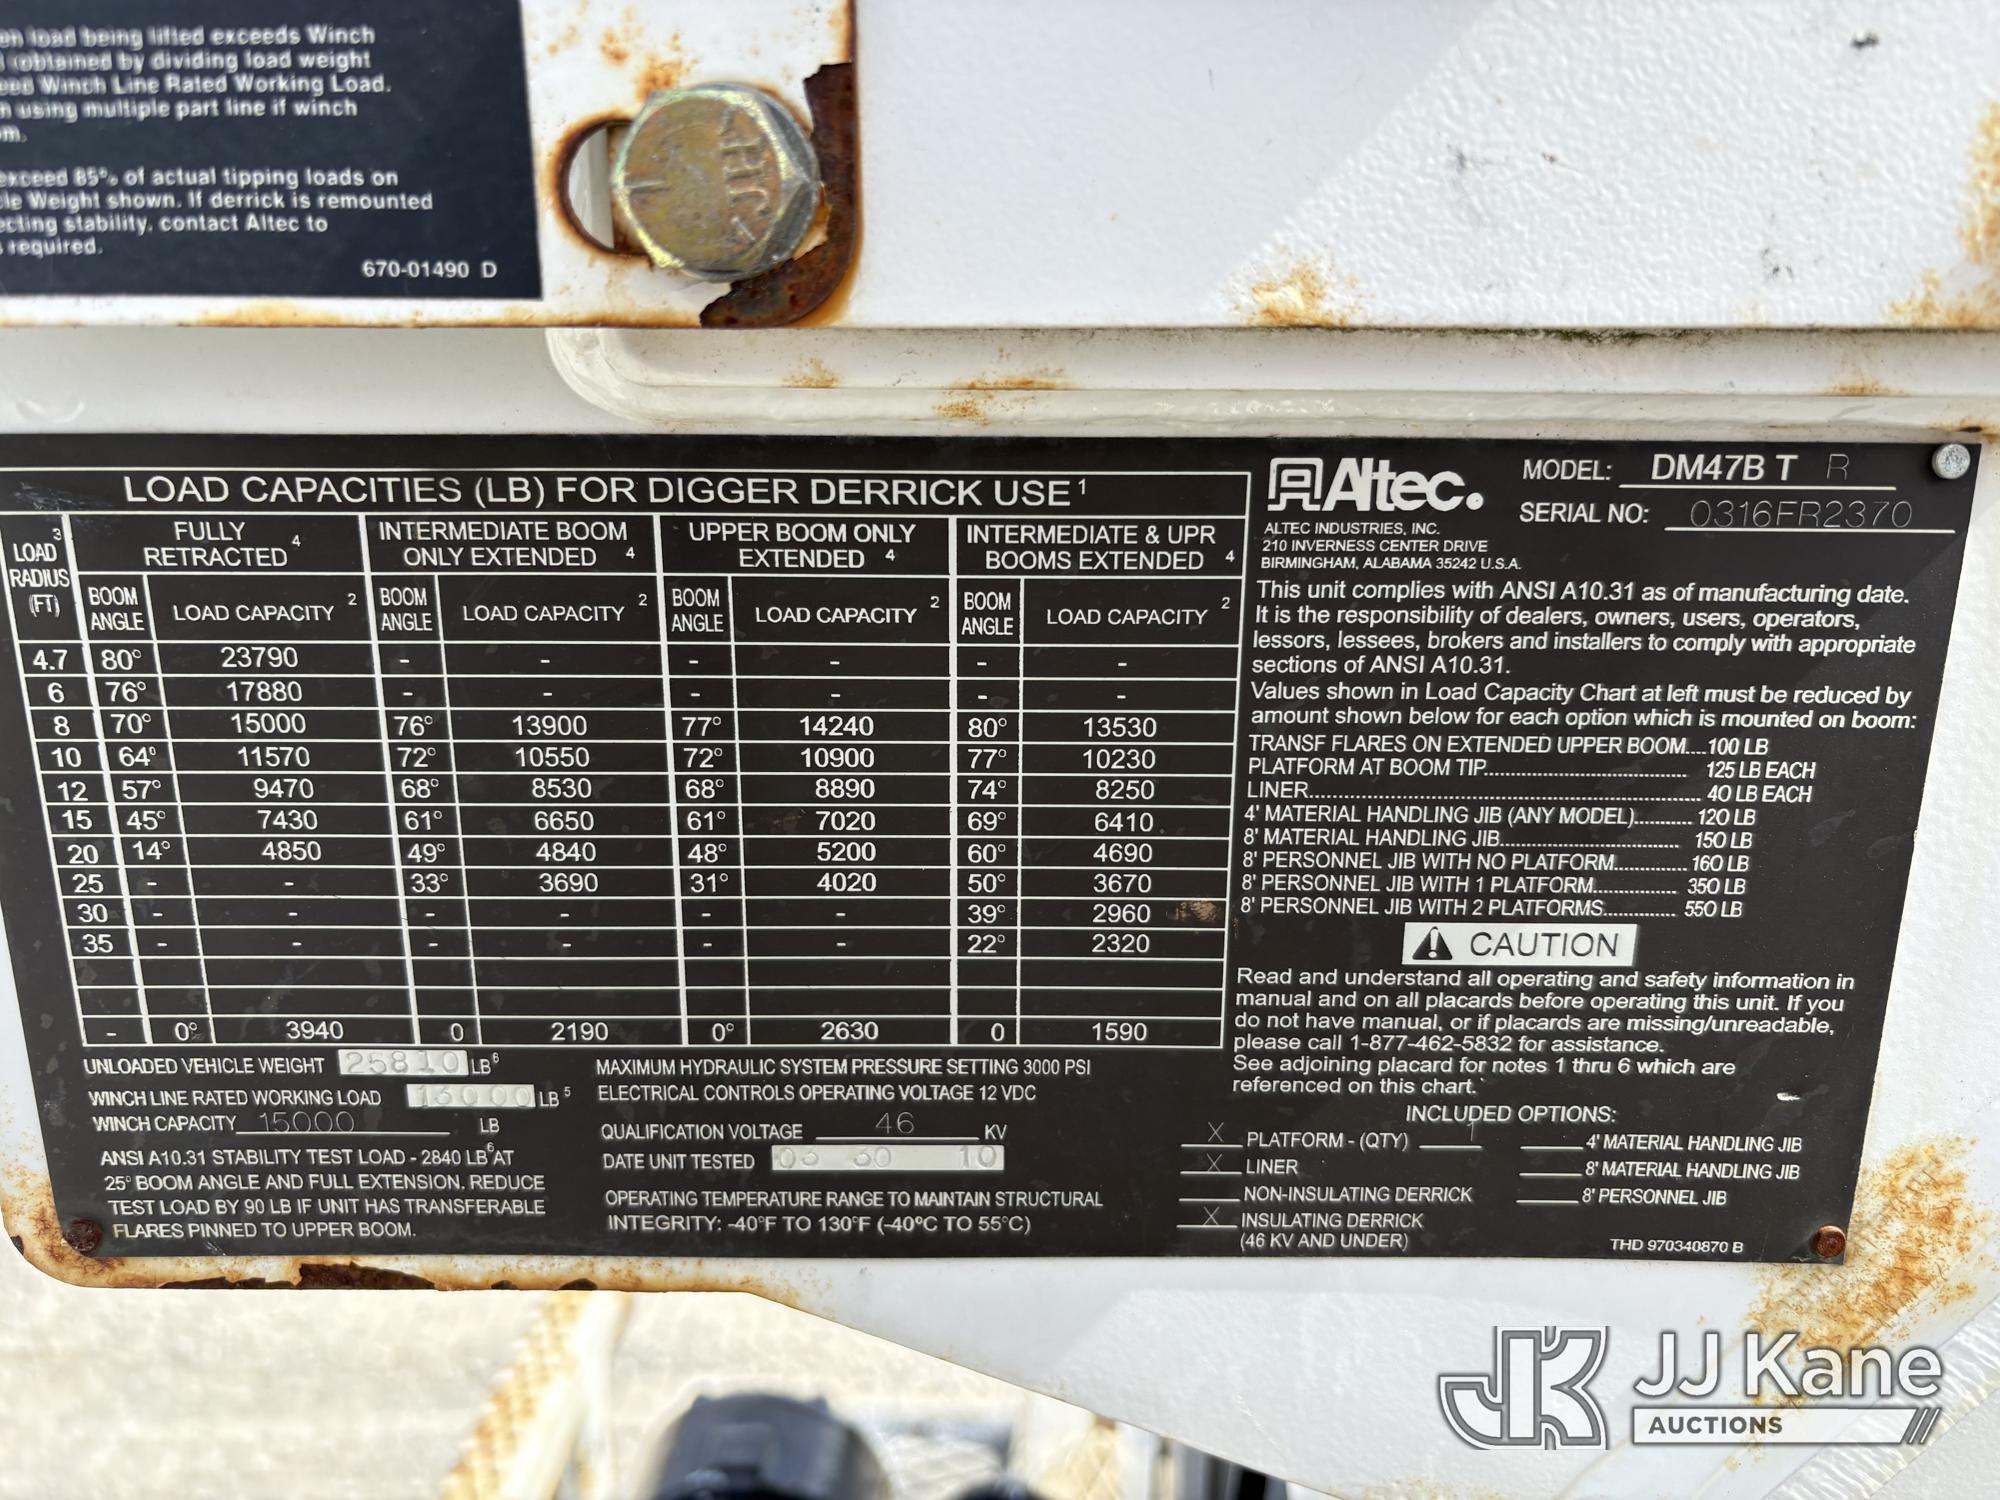 en load being lifted exceeds Winch
(obtained by dividing load weight
eed Winch Line Rated Working Load.
n using multiple part line if winch
om.
exceed 85% of actual tipping loads on
cle Weight shown. If derrick is remounted
ecting stability, contact Altec to
s required.
670-01490 D
LOAD CAPACITIES (LB) FOR DIGGER DERRICK USE 1
LOAD RADIUS (FT) 3
FULLY RETRACTED 4
INTERMEDIATE BOOM ONLY EXTENDED 4
UPPER BOOM ONLY EXTENDED 4
INTERMEDIATE & UPR BOOMS EXTENDED 4
BOOM ANGLE LOAD CAPACITY 2 BOOM ANGLE LOAD CAPACITY 2 BOOM ANGLE LOAD CAPACITY 2 BOOM ANGLE LOAD CAPACITY 2
4.7 80° 23790 - - - - - -
6 76° 17880 - - - - - -
8 70° 15000 76° 13900 77° 14240 80° 13530
10 64° 11570 72° 10550 72° 10900 77° 10230
12 57° 9470 68° 8530 68° 8890 74° 8250
15 45° 7430 61° 6650 61° 7020 69° 6410
20 14° 4850 49° 4840 48° 5200 60° 4690
25 - - 33° 3690 31° 4020 50° 3670
30 - - - - - - 39° 2960
35 - - - - - - 22° 2320
- 0° 3940 0 2190 0° 2630 0 1590
UNLOADED VEHICLE WEIGHT 25810 LB 6
WINCH LINE RATED WORKING LOAD 13000 LB 5
WINCH CAPACITY 15000 LB
ANSI A10.31 STABILITY TEST LOAD - 2840 LB 6 AT
25° BOOM ANGLE AND FULL EXTENSION, REDUCE
TEST LOAD BY 90 LB IF UNIT HAS TRANSFERABLE
FLARES PINNED TO UPPER BOOM.
MAXIMUM HYDRAULIC SYSTEM PRESSURE SETTING 3000 PSI
ELECTRICAL CONTROLS OPERATING VOLTAGE 12 VDC
QUALIFICATION VOLTAGE 46 KV
DATE UNIT TESTED 03 30 10
OPERATING TEMPERATURE RANGE TO MAINTAIN STRUCTURAL
INTEGRITY: -40°F TO 130°F (-40°C TO 55°C)
Altec.
MODEL: DM47B T R
SERIAL NO: 0316FR2370
ALTEC INDUSTRIES, INC.
210 INVERNESS CENTER DRIVE
BIRMINGHAM, ALABAMA 35242 U.S.A.
This unit complies with ANSI A10.31 as of manufacturing date.
It is the responsibility of dealers, owners, users, operators,
lessors, lessees, brokers and installers to comply with appropriate
sections of ANSI A10.31.
Values shown in Load Capacity Chart at left must be reduced by
amount shown below for each option which is mounted on boom:
TRANSF FLARES ON EXTENDED UPPER BOOM....100 LB
PLATFORM AT BOOM TIP.......... 125 LB EACH
LINER.......... 40 LB EACH
4' MATERIAL HANDLING JIB (ANY MODEL).......... 120 LB
8' MATERIAL HANDLING JIB.......... 150 LB
8' PERSONNEL JIB WITH NO PLATFORM.......... 160 LB
8' PERSONNEL JIB WITH 1 PLATFORM.......... 350 LB
8' PERSONNEL JIB WITH 2 PLATFORMS.......... 550 LB
CAUTION
Read and understand all operating and safety information in
manual and on all placards before operating this unit. If you
do not have manual, or if placards are missing/unreadable,
please call 1-877-462-5832 for assistance.
See adjoining placard for notes 1 thru 6 which are
referenced on this chart.
INCLUDED OPTIONS:
X PLATFORM - (QTY) 1
X LINER
NON-INSULATING DERRICK
X INSULATING DERRICK
(46 KV AND UNDER)
4' MATERIAL HANDLING JIB
8' MATERIAL HANDLING JIB
8' PERSONNEL JIB
THD 970340870 B
JJ Kane
AUCTIONS